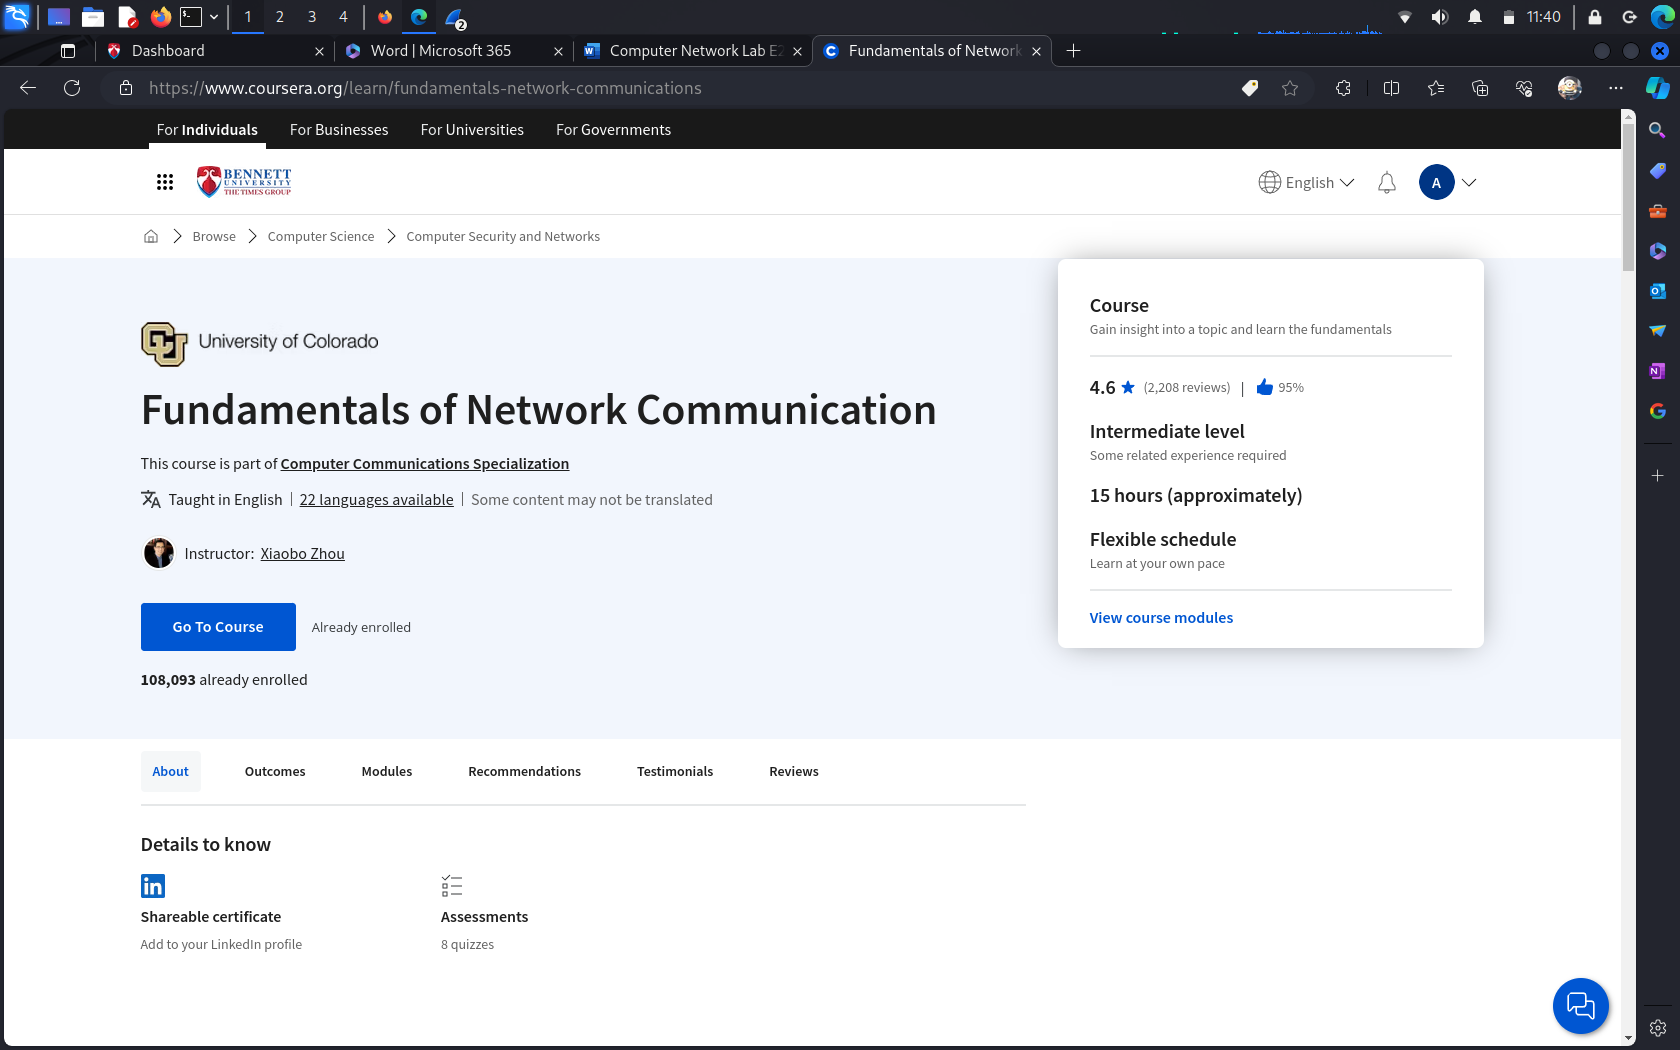 1 2 3 4
2
11:40
Dashboard
Word | Microsoft 365
Computer Network Lab E2
Fundamentals of Network
https://www.coursera.org/learn/fundamentals-network-communications
For Individuals For Businesses For Universities For Governments
BENNETT
UNIVERSITY
THE TIMES GROUP
English
A
Browse Computer Science Computer Security and Networks
University of Colorado
Fundamentals of Network Communication
This course is part of Computer Communications Specialization
Taught in English | 22 languages available | Some content may not be translated
Instructor: Xiaobo Zhou
Go To Course Already enrolled
108,093 already enrolled
Course
Gain insight into a topic and learn the fundamentals
4.6 (2,208 reviews) | 95%
Intermediate level
Some related experience required
15 hours (approximately)
Flexible schedule
Learn at your own pace
View course modules
About Outcomes Modules Recommendations Testimonials Reviews
Details to know
in
Shareable certificate
Add to your LinkedIn profile
Assessments
8 quizzes